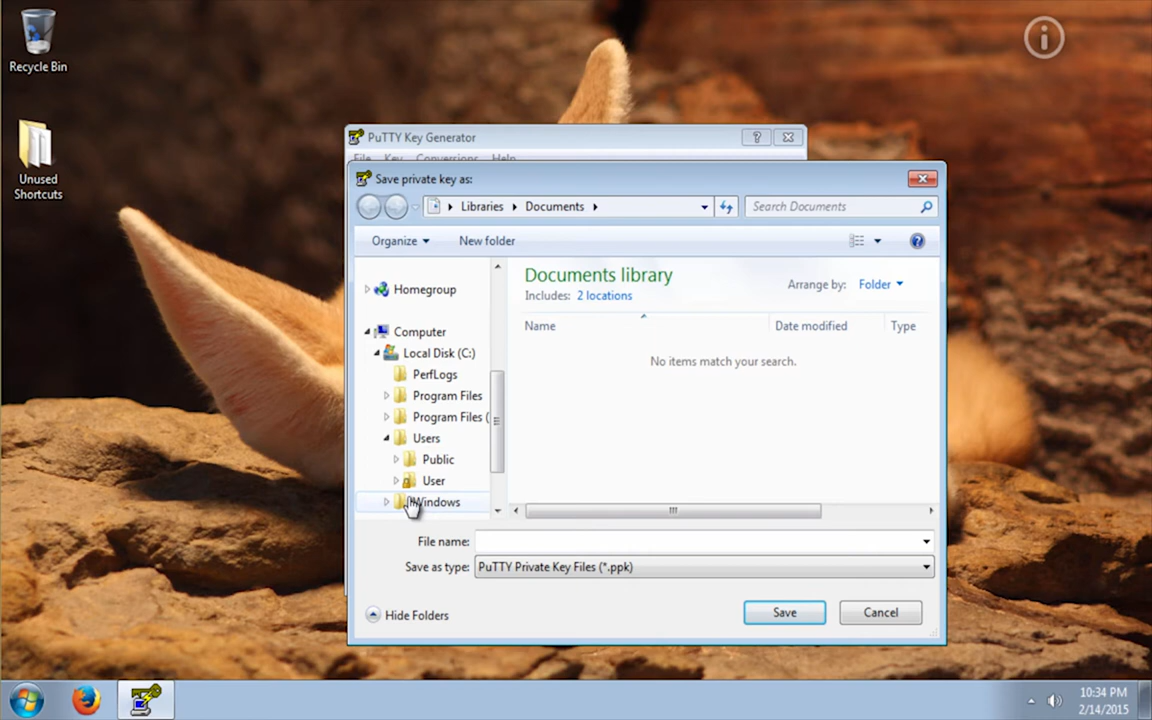 Recycle Bin
Unused
Shortcuts
PuTTY Key Generator
File Key Conversions Help
Save private key as:
Libraries Documents
Search Documents
Organize
New folder
Homegroup
Computer
Local Disk (C:)
PerfLogs
Program Files
Program Files (
Users
Public
User
Windows
Documents library
Includes: 2 locations
Arrange by: Folder
Name
Date modified
Type
No items match your search.
File name:
Save as type: PuTTY Private Key Files (*.ppk)
Hide Folders
Save
Cancel
10:34 PM
2/14/2015